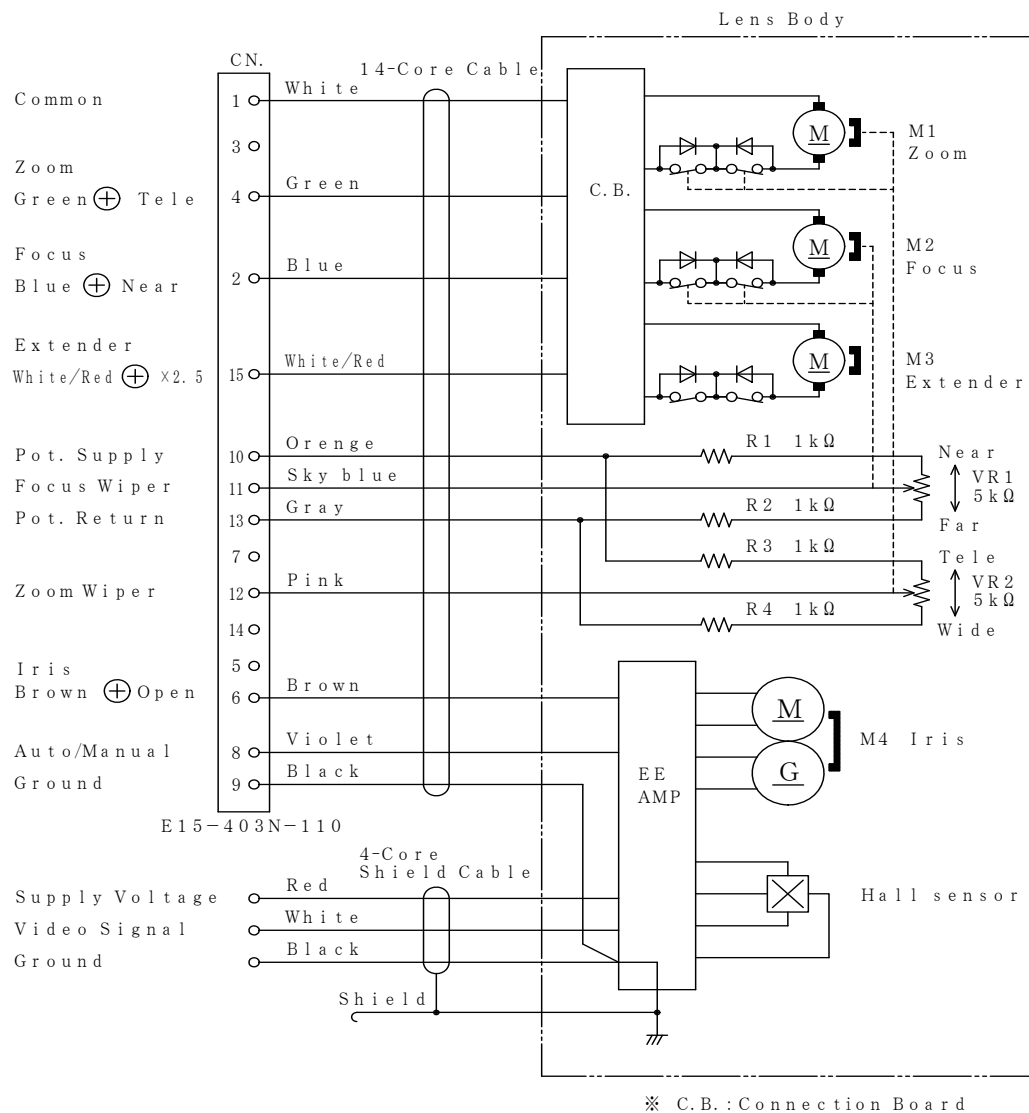 Lens Body
CN.
14-Core Cable
Common
1
White
3
M
M1
Zoom
Zoom
Green ⊕ Tele
4
Green
C.B.
Focus
Blue ⊕ Near
2
Blue
M
M2
Focus
Extender
White/Red ⊕ ×2.5
15
White/Red
M
M3
Extender
Pot. Supply
10
Orenge
R1 1kΩ
Near
Focus Wiper
11
Sky blue
VR1
5kΩ
Pot. Return
13
Gray
R2 1kΩ
Far
7
R3 1kΩ
Tele
Zoom Wiper
12
Pink
VR2
5kΩ
14
R4 1kΩ
Wide
5
Iris
Brown ⊕ Open
6
Brown
M
Auto/Manual
8
Violet
M4 Iris
Ground
9
Black
EE
AMP
G
E15-403N-110
4-Core
Shield Cable
Supply Voltage
Red
Hall sensor
Video Signal
White
Ground
Black
Shield
※ C.B.:Connection Board